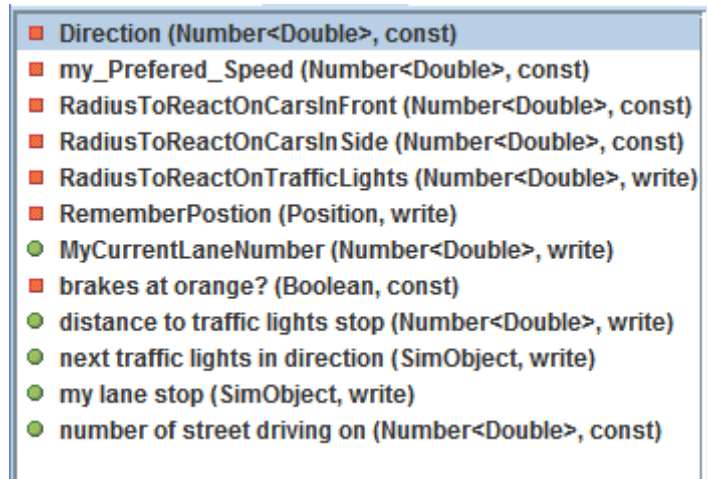 Direction (Number<Double>, const)
my_Prefered_Speed (Number<Double>, const)
RadiusToReactOnCarsInFront (Number<Double>, const)
RadiusToReactOnCarsInSide (Number<Double>, const)
RadiusToReactOnTrafficLights (Number<Double>, write)
RememberPostion (Position, write)
MyCurrentLaneNumber (Number<Double>, write)
brakes at orange? (Boolean, const)
distance to traffic lights stop (Number<Double>, write)
next traffic lights in direction (SimObject, write)
my lane stop (SimObject, write)
number of street driving on (Number<Double>, const)